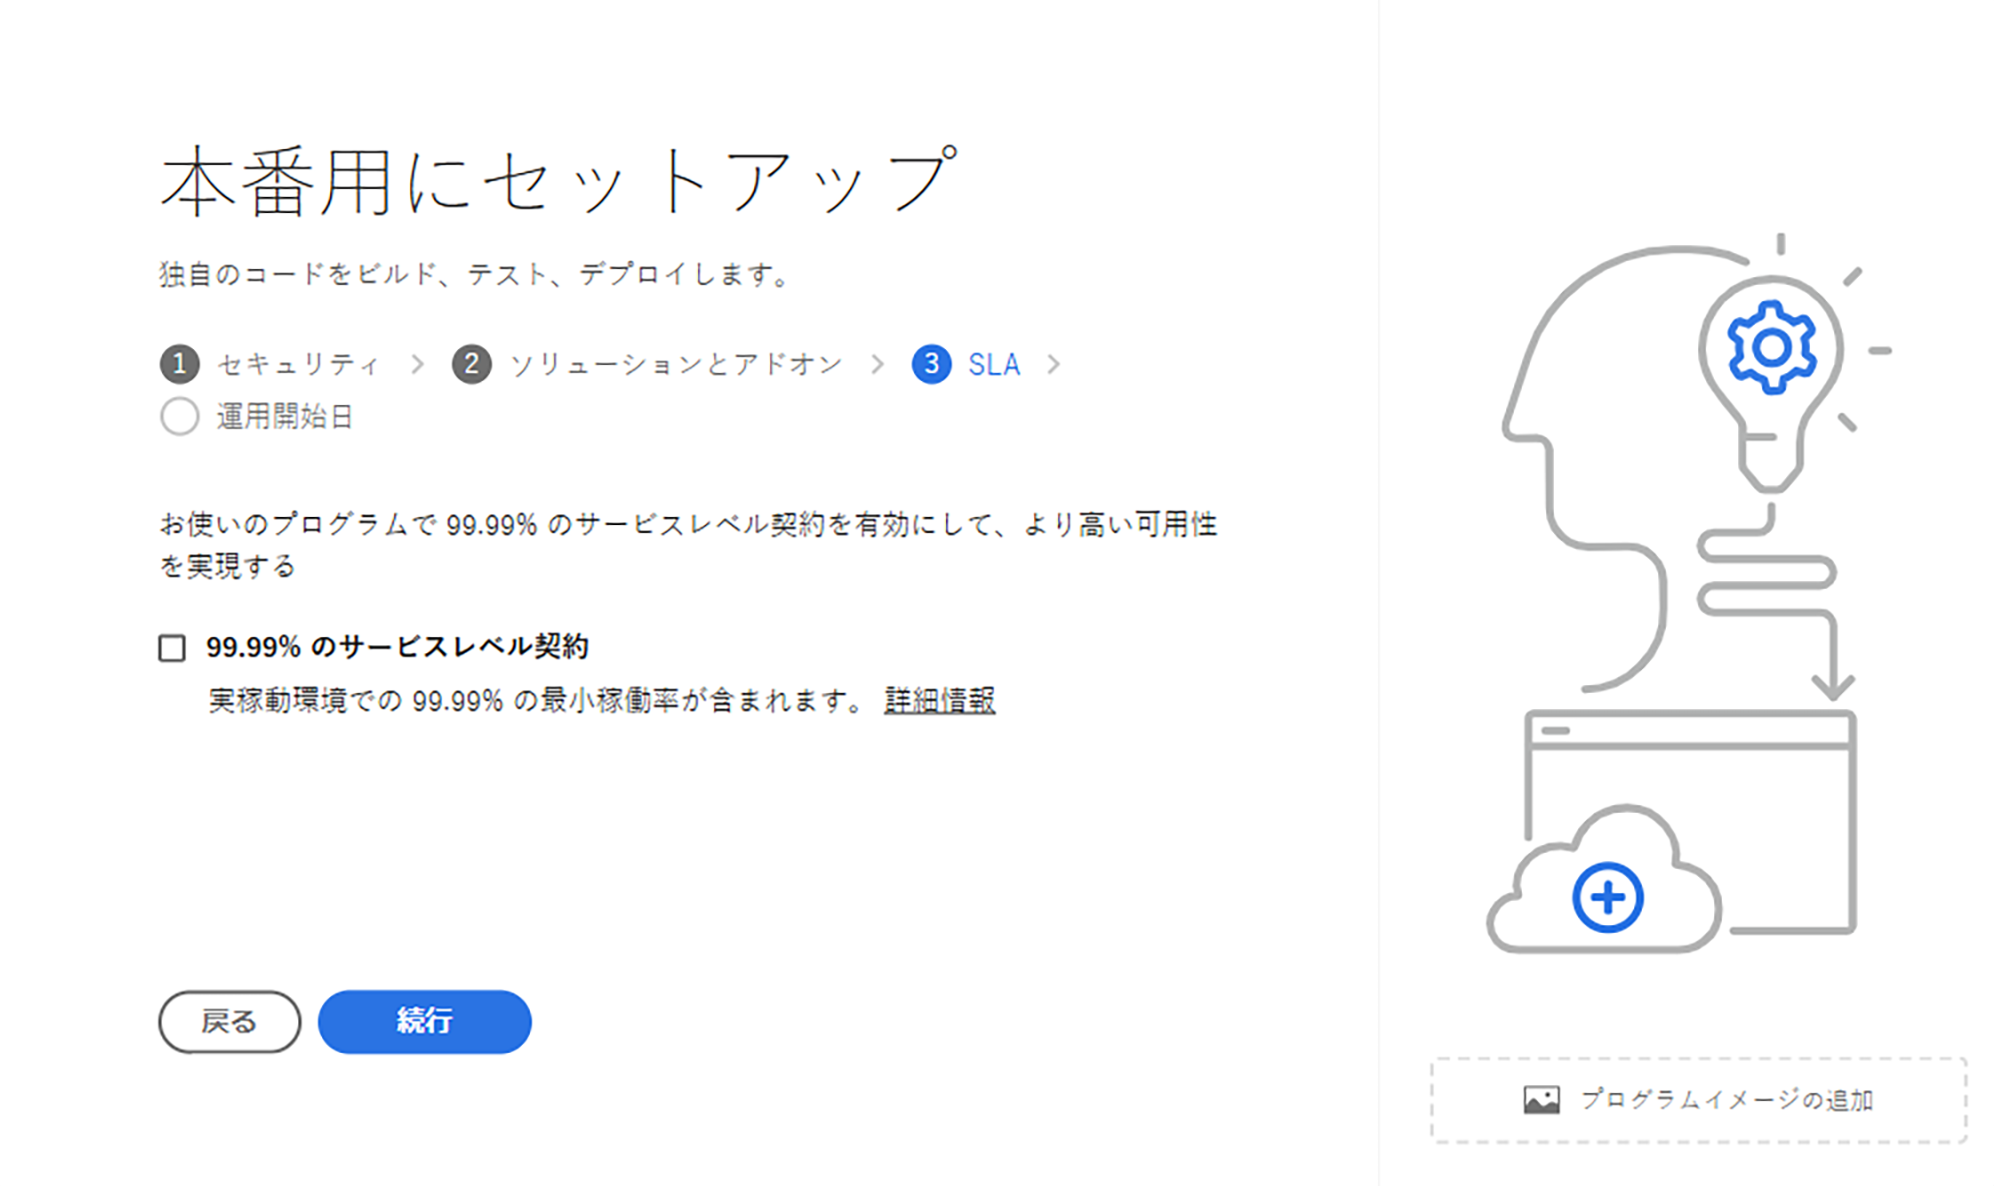 本番用にセットアップ
独自のコードをビルド、テスト、デプロイします。
1 セキュリティ 2 ソリューションとアドオン 3 SLA
運用開始日
お使いのプログラムで 99.99% のサービスレベル契約を有効にして、より高い可用性
を実現する
99.99% のサービスレベル契約
実稼動環境での 99.99% の最小稼働率が含まれます。 詳細情報
戻る 続行
プログラムイメージの追加